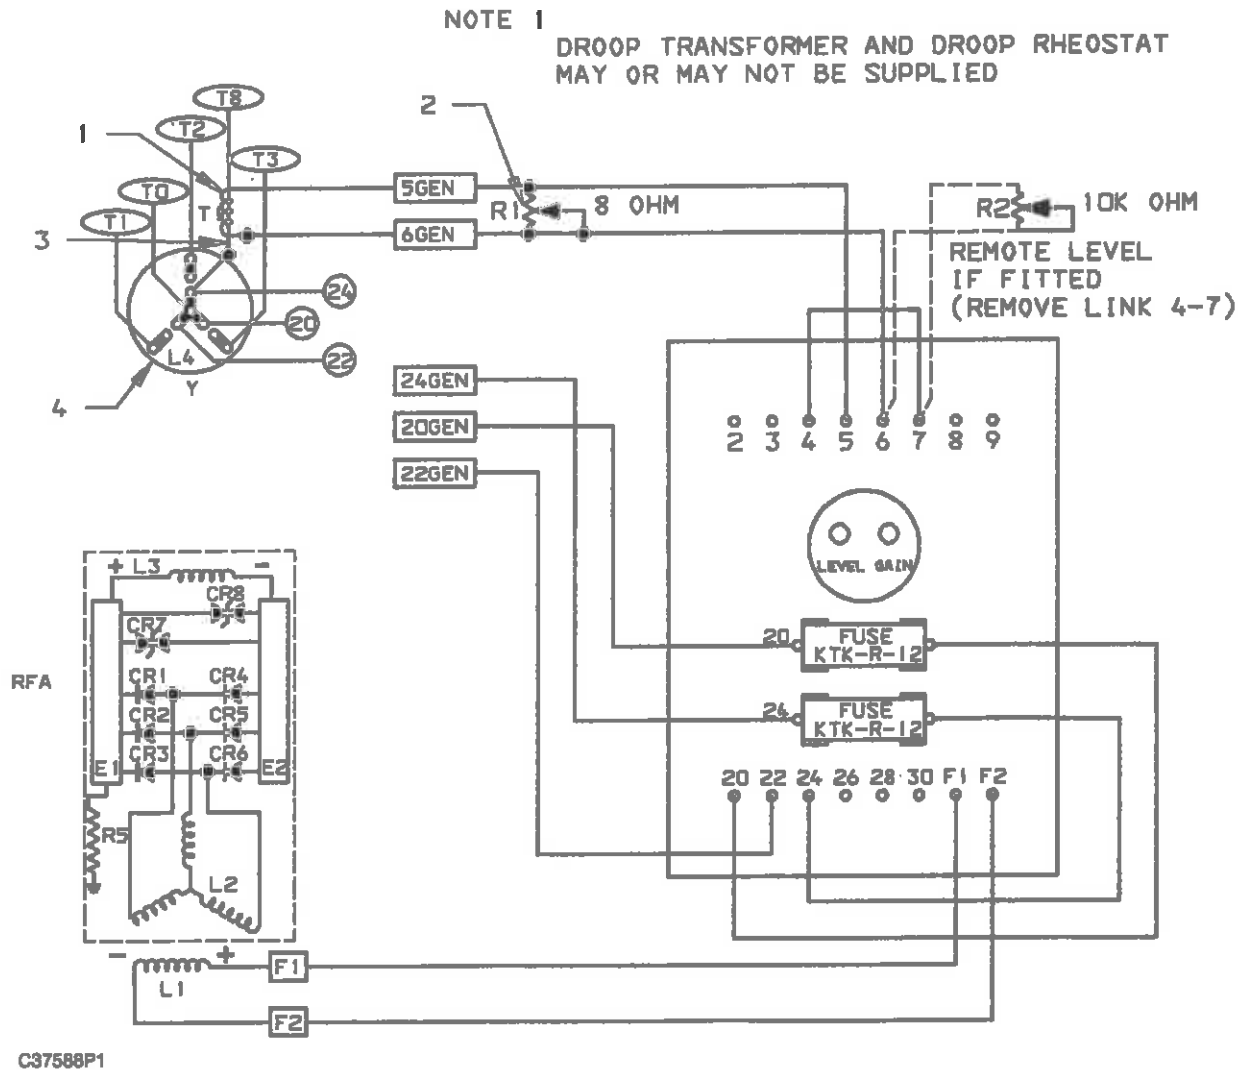 NOTE 1
DROOP TRANSFORMER AND DROOP RHEOSTAT
MAY OR MAY NOT BE SUPPLIED
T8
2
1
T2
T3
5GEN
T0
R1
8 OHM
R2
10K OHM
T1
T
3
6GEN
REMOTE LEVEL
IF FITTED
(REMOVE LINK 4-7)
24
20
L4
22
Y
4
24GEN
20GEN
22GEN
2 3 4 5 6 7 8 9
LEVEL GAIN
+ L3 -
CR8
CR7
20
FUSE
KTK-R-12
RFA
CR1 CR4
24
FUSE
KTK-R-12
CR2 CR5
CR3 CR6
E1 E2
20 22 24 26 28 30 F1 F2
R5
L2
- +
F1
L1
F2
C37588P1